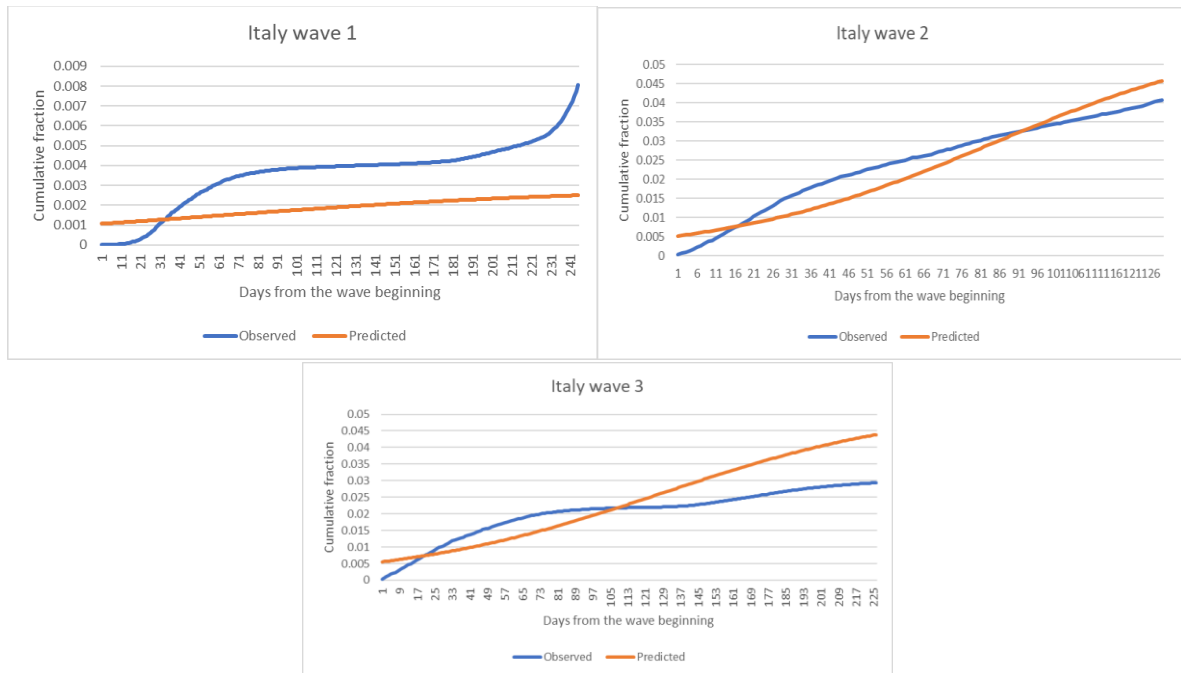 Italy wave 1
0.009
0.008
0.007
0.006
0.005
0.004
0.003
0.002
0.001
0
Cumulative fraction
1 11 21 31 41 51 61 71 81 91 101 111 121 131 141 151 161 171 181 191 201 211 221 231 241
Days from the wave beginning
Observed Predicted
Italy wave 2
0.05
0.045
0.04
0.035
0.03
0.025
0.02
0.015
0.01
0.005
0
Cumulative fraction
1 6 11 16 21 26 31 36 41 46 51 56 61 66 71 76 81 86 91 96 101 106 111 116 121 126
Days from the wave beginning
Observed Predicted
Italy wave 3
0.05
0.045
0.04
0.035
0.03
0.025
0.02
0.015
0.01
0.005
0
Cumulative fraction
1 9 17 25 33 41 49 57 65 73 81 89 97 105 113 121 129 137 145 153 161 169 177 185 193 201 209 217 225
Days from the wave beginning
Observed Predicted